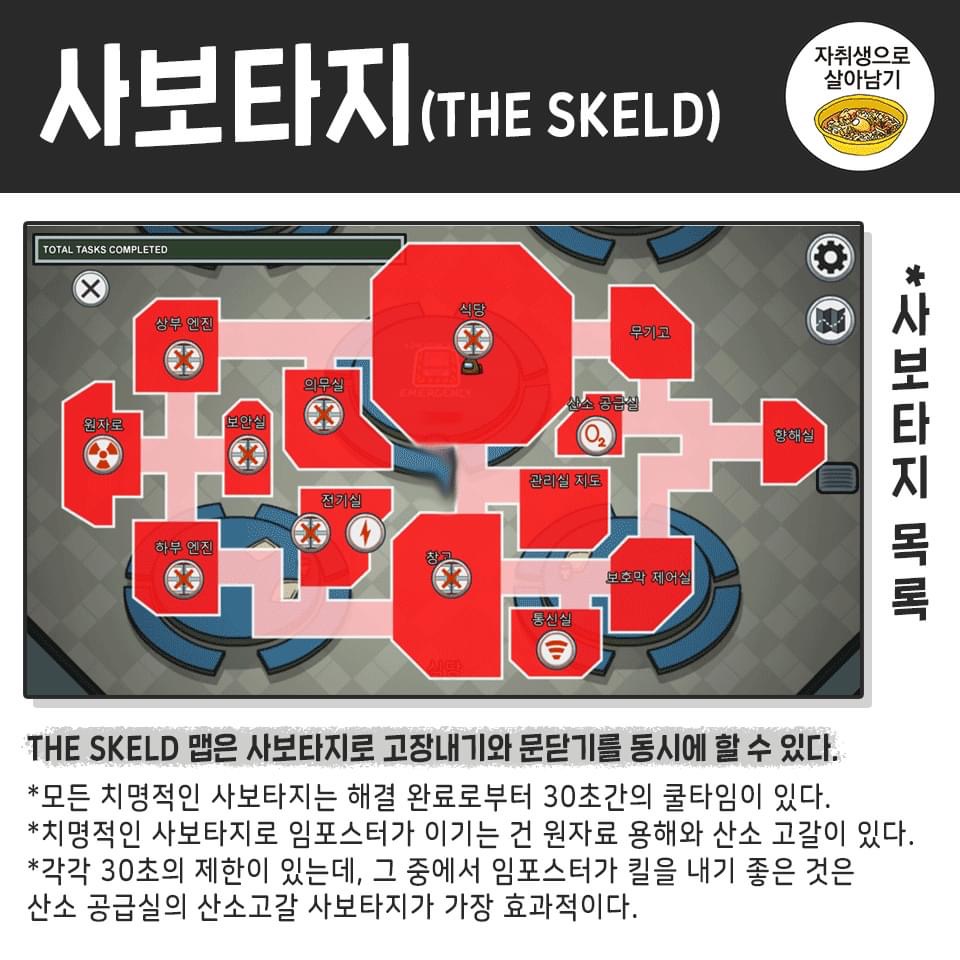 사보타지(THE SKELD)
자취생으로
살아남기
TOTAL TASKS COMPLETED
식당
상부 엔진
무기고
의무실
EMERGENCY
산소 공급실
O₂
원자로
보안실
향해실
관리실 지도
전기실
하부 엔진
창고
보호막 제어실
통신실
식당
*사보타지 목록
THE SKELD 맵은 사보타지로 고장내기와 문닫기를 동시에 할 수 있다.
*모든 치명적인 사보타지는 해결 완료로부터 30초간의 쿨타임이 있다.
*치명적인 사보타지로 임포스터가 이기는 건 원자료 용해와 산소 고갈이 있다.
*각각 30초의 제한이 있는데, 그 중에서 임포스터가 킬을 내기 좋은 것은
산소 공급실의 산소고갈 사보타지가 가장 효과적이다.